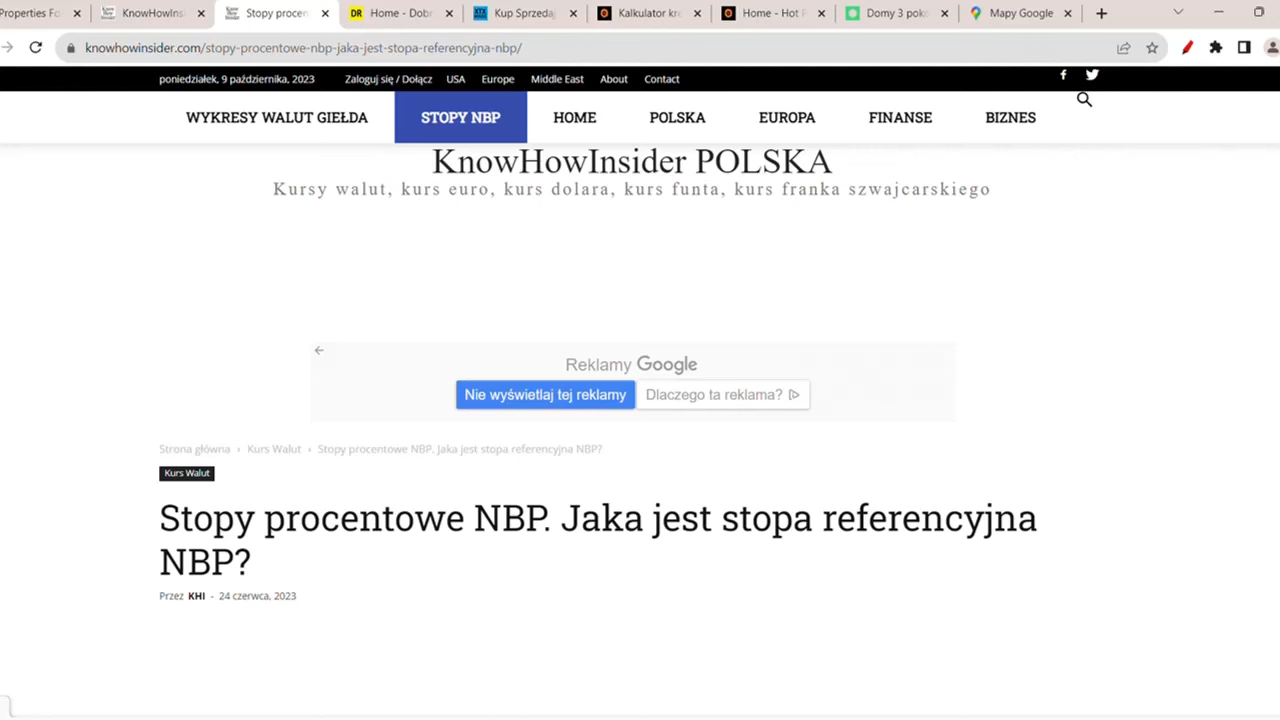 Properties Fo
KnowHowInsi
Stopy procen
DR Home - Dobr
Kup Sprzedaj
Kalkulator kre
Home - Hot P
Domy 3 poko
Mapy Google
knowhowinsider.com/stopy-procentowe-nbp-jaka-jest-stopa-referencyjna-nbp/
poniedziałek, 9 października, 2023 Zaloguj się / Dołącz USA Europe Middle East About Contact
WYKRESY WALUT GIEŁDA STOPY NBP HOME POLSKA EUROPA FINANSE BIZNES
KnowHowInsider POLSKA
Kursy walut, kurs euro, kurs dolara, kurs funta, kurs franka szwajcarskiego
Reklamy Google
Nie wyświetlaj tej reklamy Dlaczego ta reklama?
Strona główna › Kurs Walut › Stopy procentowe NBP. Jaka jest stopa referencyjna NBP?
Kurs Walut
Stopy procentowe NBP. Jaka jest stopa referencyjna
NBP?
Przez KHI - 24 czerwca, 2023